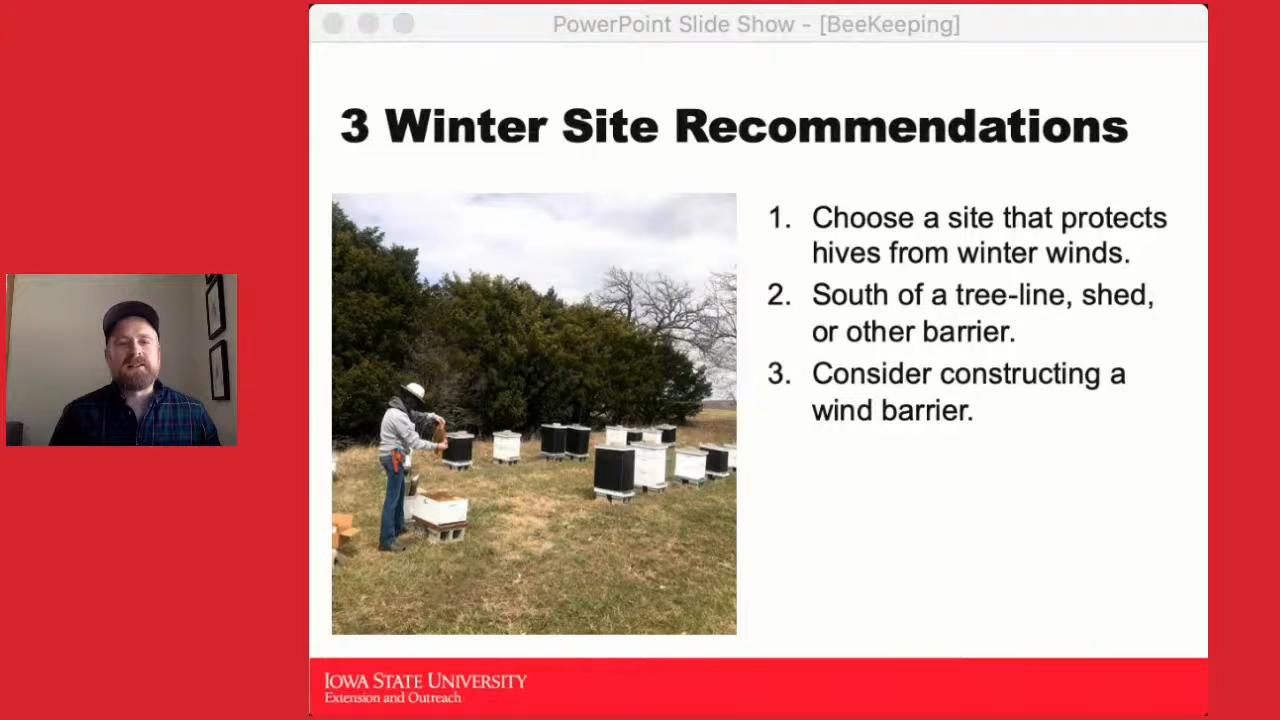 PowerPoint Slide Show - [BeeKeeping]
3 Winter Site Recommendations
1. Choose a site that protects
hives from winter winds.
2. South of a tree-line, shed,
or other barrier.
3. Consider constructing a
wind barrier.
IOWA STATE UNIVERSITY
Extension and Outreach